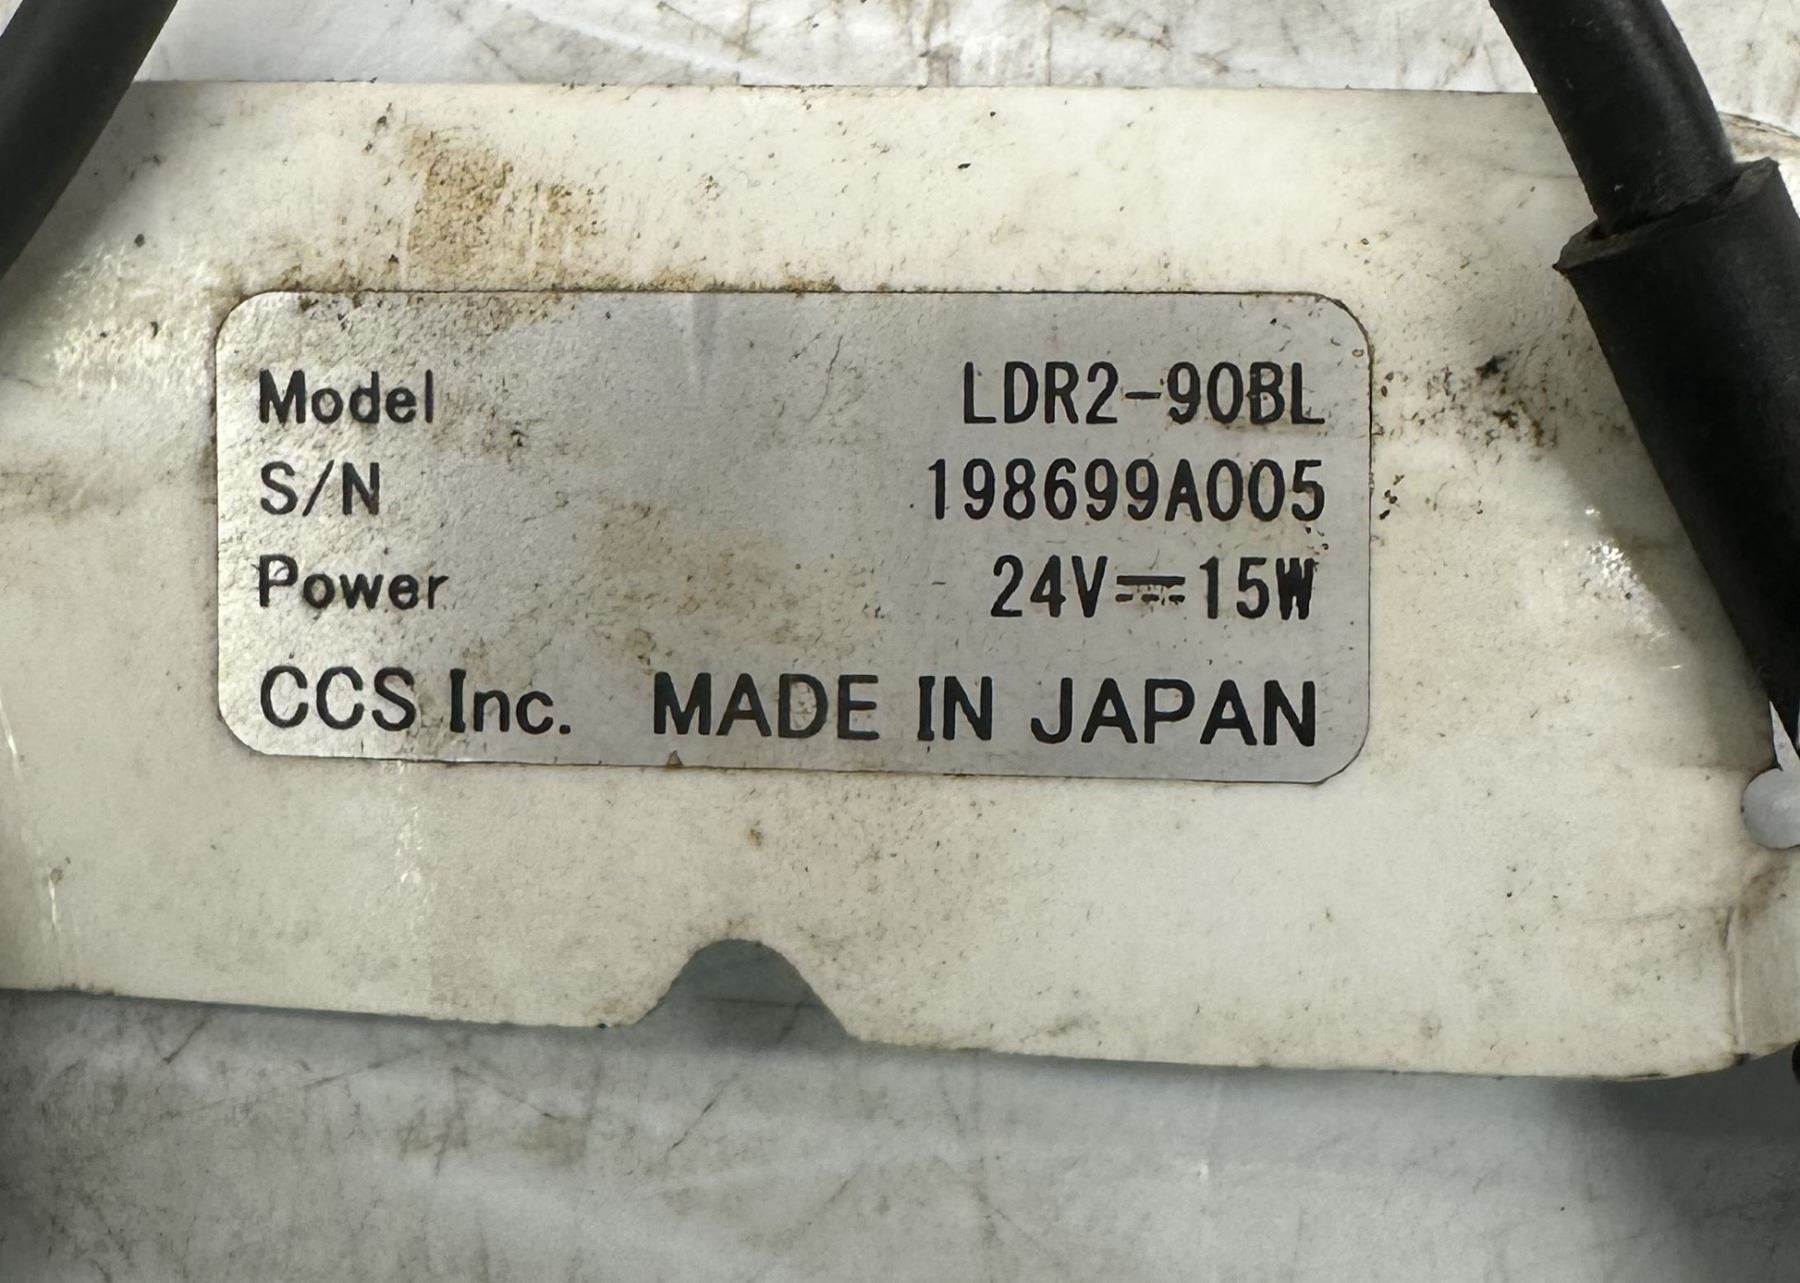 Model LDR2-90BL
S/N 198699A005
Power 24V⎓15W
CCS Inc. MADE IN JAPAN